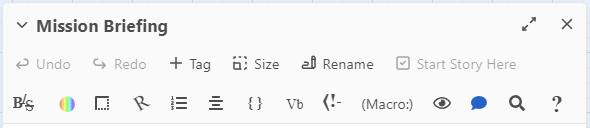 Mission Briefing
Undo Redo + Tag Size Rename Start Story Here
B/S { } Vb (!- (Macro:) ?